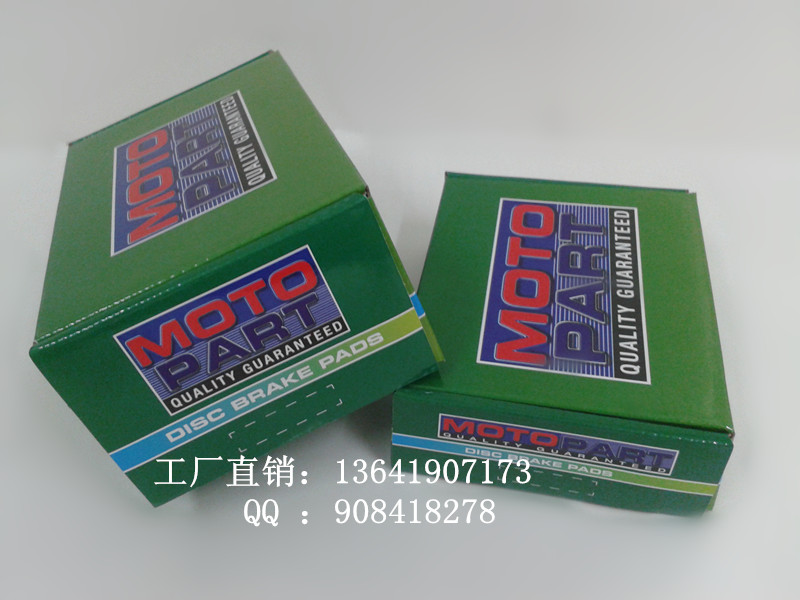 MOTO
PART
QUALITY GUARANTEED
MOTO
PART
QUALITY GUARANTEED
DISC BRAKE PADS
MOTO
PART
QUALITY GUARANTEED
MOTOPART
QUALITY GUARANTEED
DISC BRAKE PADS
工厂直销：13641907173
QQ ：908418278